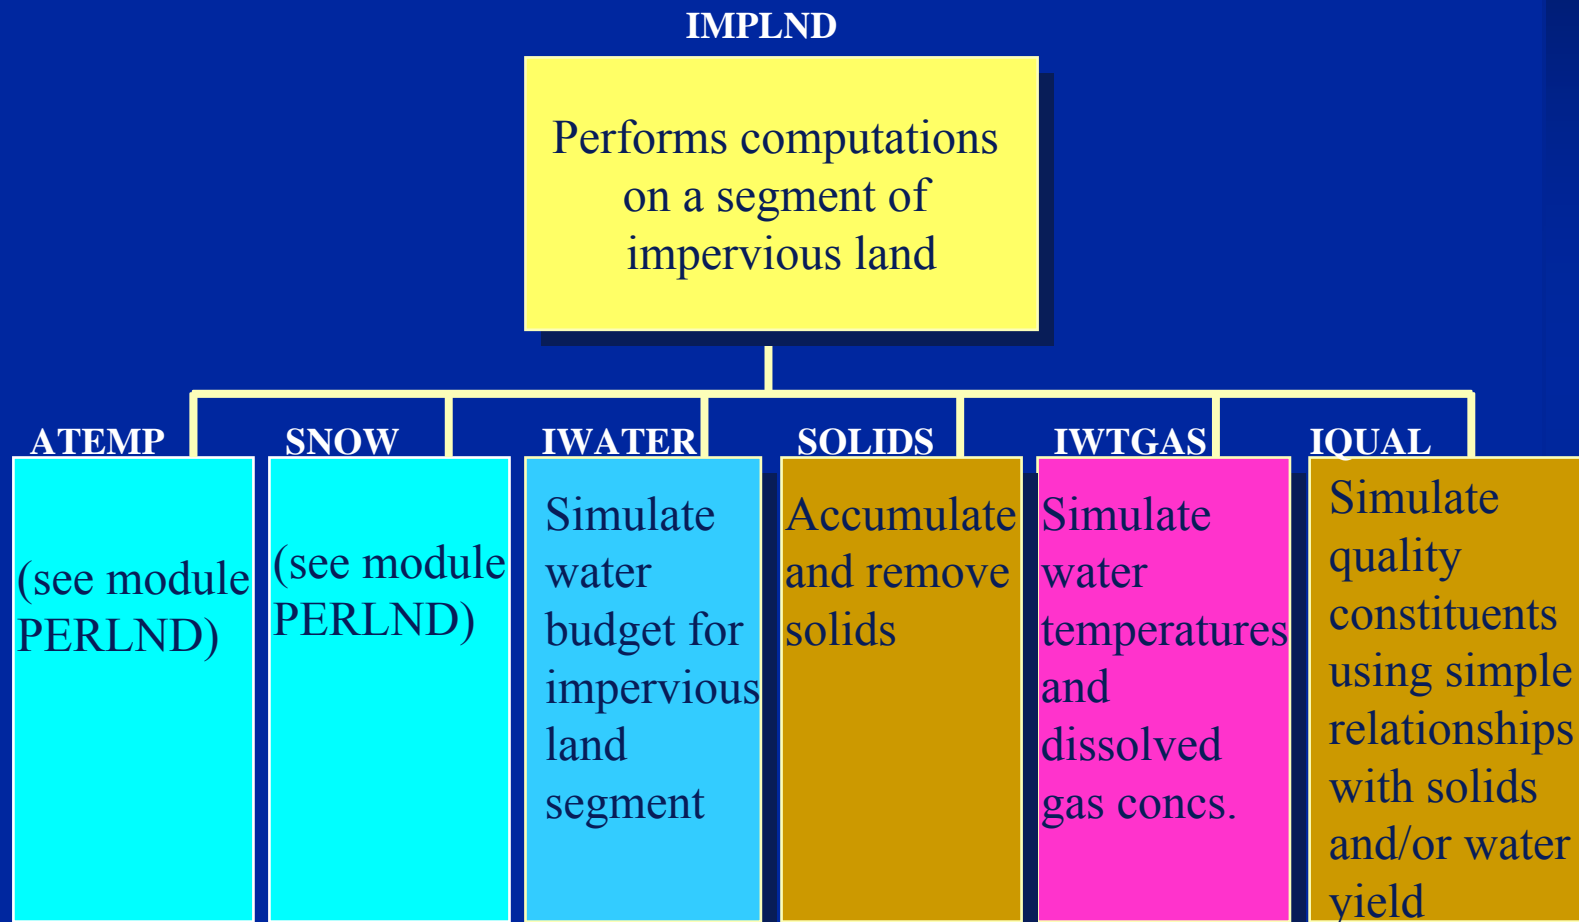 IMPLND
Performs computations
on a segment of
impervious land
ATEMP
(see module
PERLND)
SNOW
(see module
PERLND)
IWATER
Simulate
water
budget for
impervious
land
segment
SOLIDS
Accumulate
and remove
solids
IWTGAS
Simulate
water
temperatures
and
dissolved
gas concs.
IQUAL
Simulate
quality
constituents
using simple
relationships
with solids
and/or water
yield